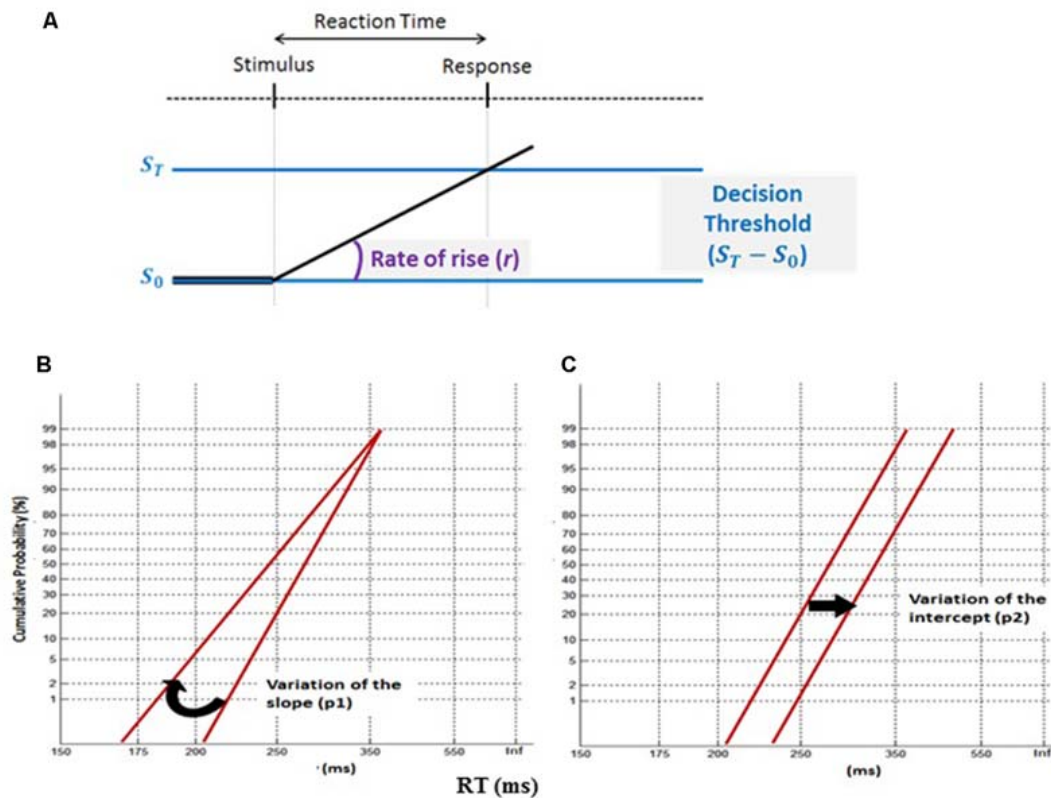 A
Reaction Time
Stimulus
Response
S_T
S_0
Rate of rise (r)
Decision
Threshold
(S_T − S_0)
B
Cumulative Probability [%]
99
98
95
90
80
70
60
50
40
30
20
10
5
2
1
Variation of the
slope (p1)
150
175
200
250
350
550
Inf
(ms)
RT (ms)
C
99
98
95
90
80
70
60
50
40
30
20
10
5
2
1
Variation of the
intercept (p2)
150
175
200
250
350
550
Inf
(ms)